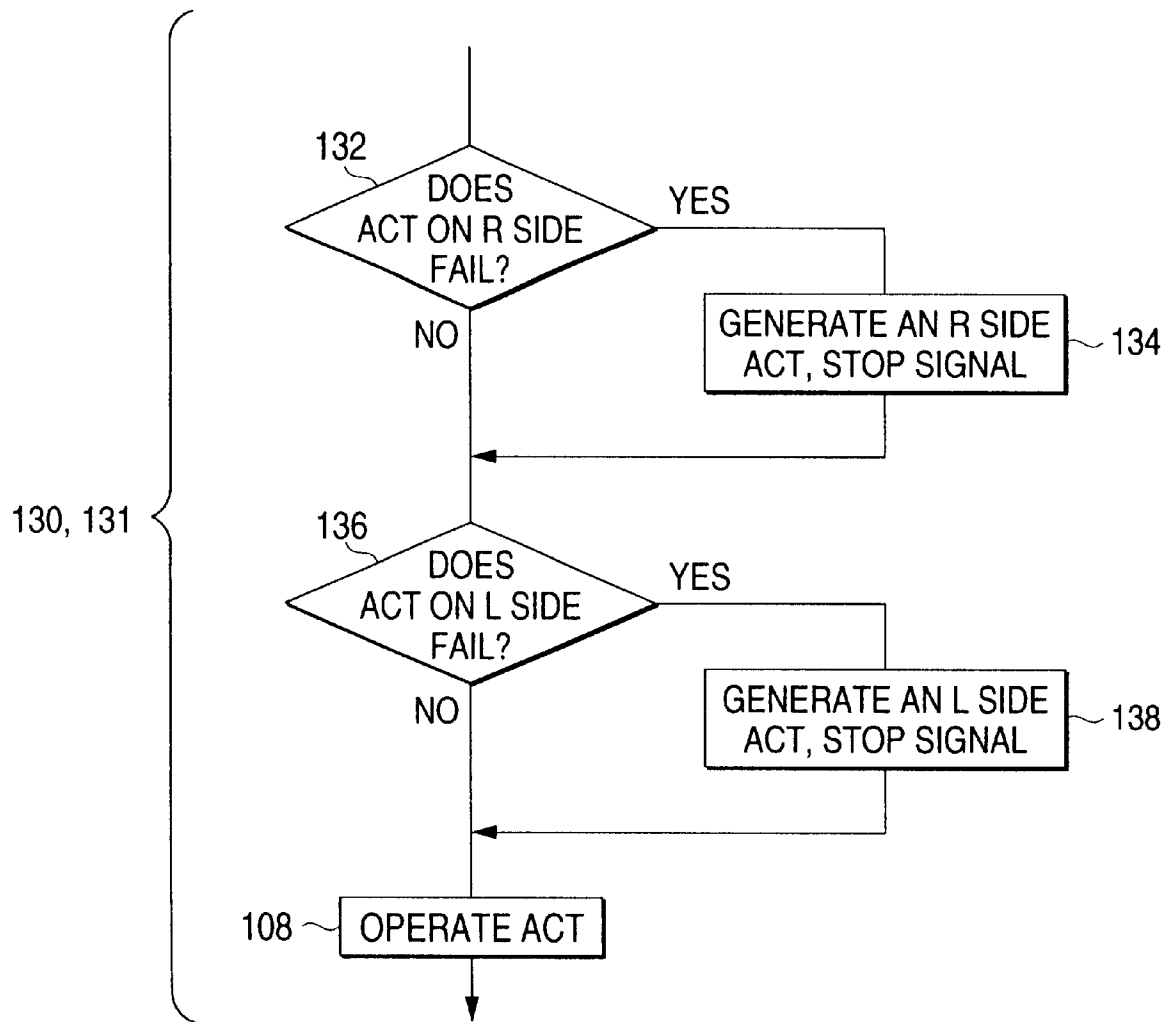 132
DOES
ACT ON R SIDE
FAIL?
YES
NO
GENERATE AN R SIDE
ACT, STOP SIGNAL
134
130, 131
136
DOES
ACT ON L SIDE
FAIL?
YES
NO
GENERATE AN L SIDE
ACT, STOP SIGNAL
138
108
OPERATE ACT